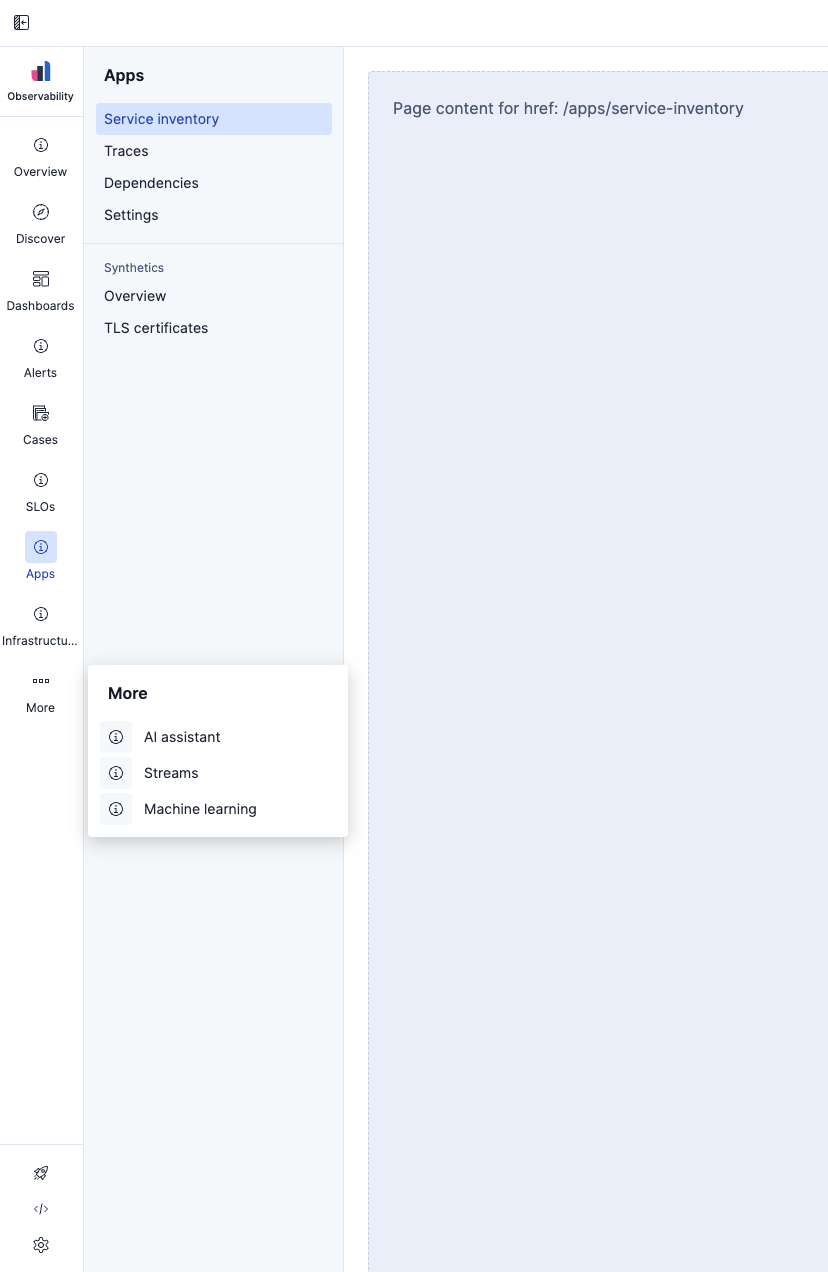 Observability
Overview
Discover
Dashboards
Alerts
Cases
SLOs
Apps
Infrastructu...
More
Apps
Service inventory
Traces
Dependencies
Settings
Synthetics
Overview
TLS certificates
More
AI assistant
Streams
Machine learning
Page content for href: /apps/service-inventory